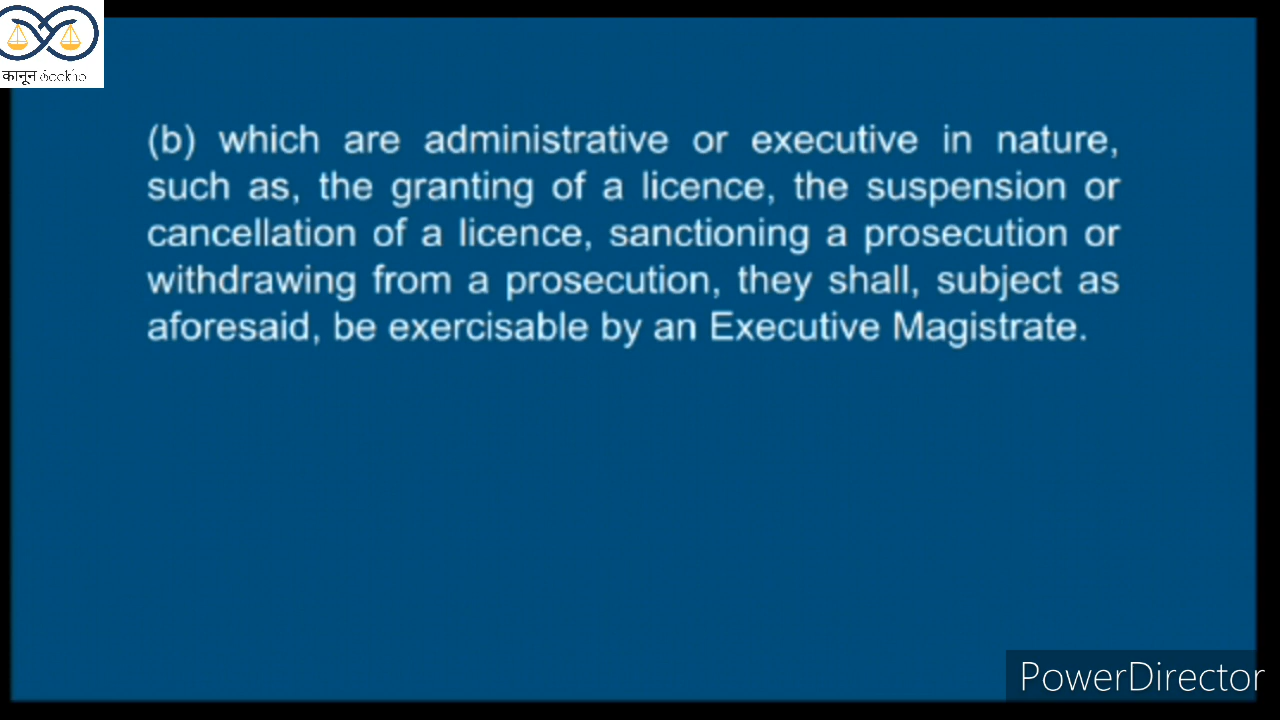 कानून
(b) which are administrative or executive in nature,
such as, the granting of a licence, the suspension or
cancellation of a licence, sanctioning a prosecution or
withdrawing from a prosecution, they shall, subject as
aforesaid, be exercisable by an Executive Magistrate.
PowerDirector